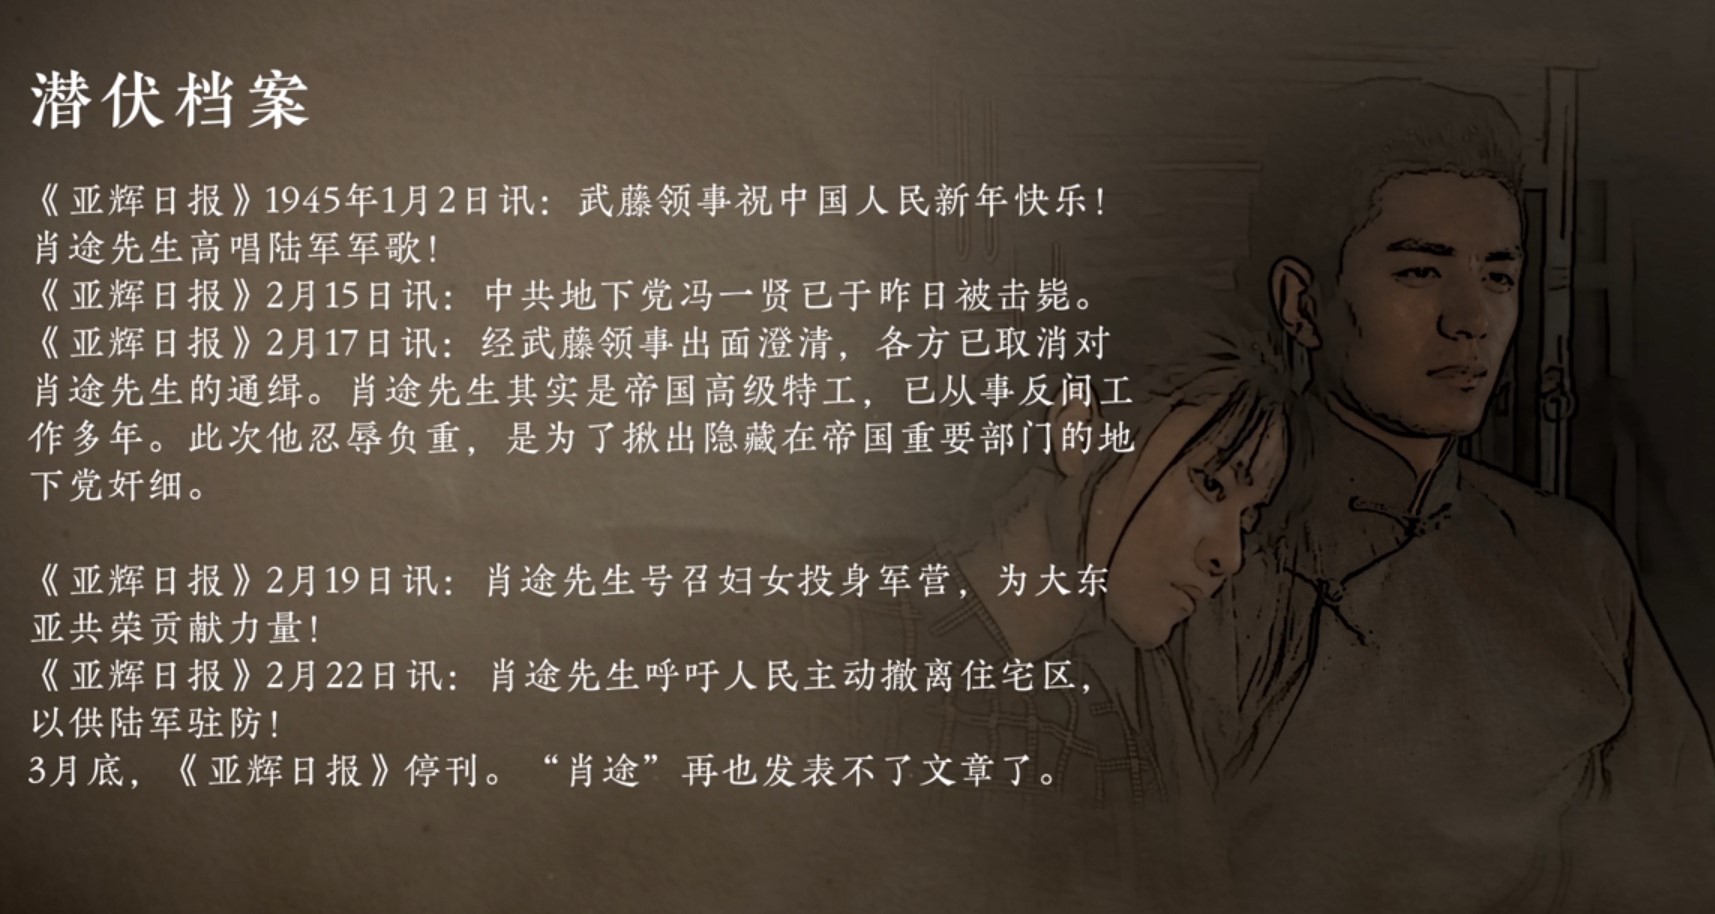 潜伏档案
《亚辉日报》1945年1月2日讯：武藤领事祝中国人民新年快乐！
肖途先生高唱陆军军歌！
《亚辉日报》2月15日讯：中共地下党冯一贤已于昨日被击毙。
《亚辉日报》2月17日讯：经武藤领事出面澄清，各方已取消对
肖途先生的通缉。肖途先生其实是帝国高级特工，已从事反间工
作多年。此次他忍辱负重，是为了揪出隐藏在帝国重要部门的地
下党奸细。
《亚辉日报》2月19日讯：肖途先生号召妇女投身军营，为大东
亚共荣贡献力量！
《亚辉日报》2月22日讯：肖途先生呼吁人民主动撤离住宅区，
以供陆军驻防！
3月底，《亚辉日报》停刊。“肖途”再也发表不了文章了。